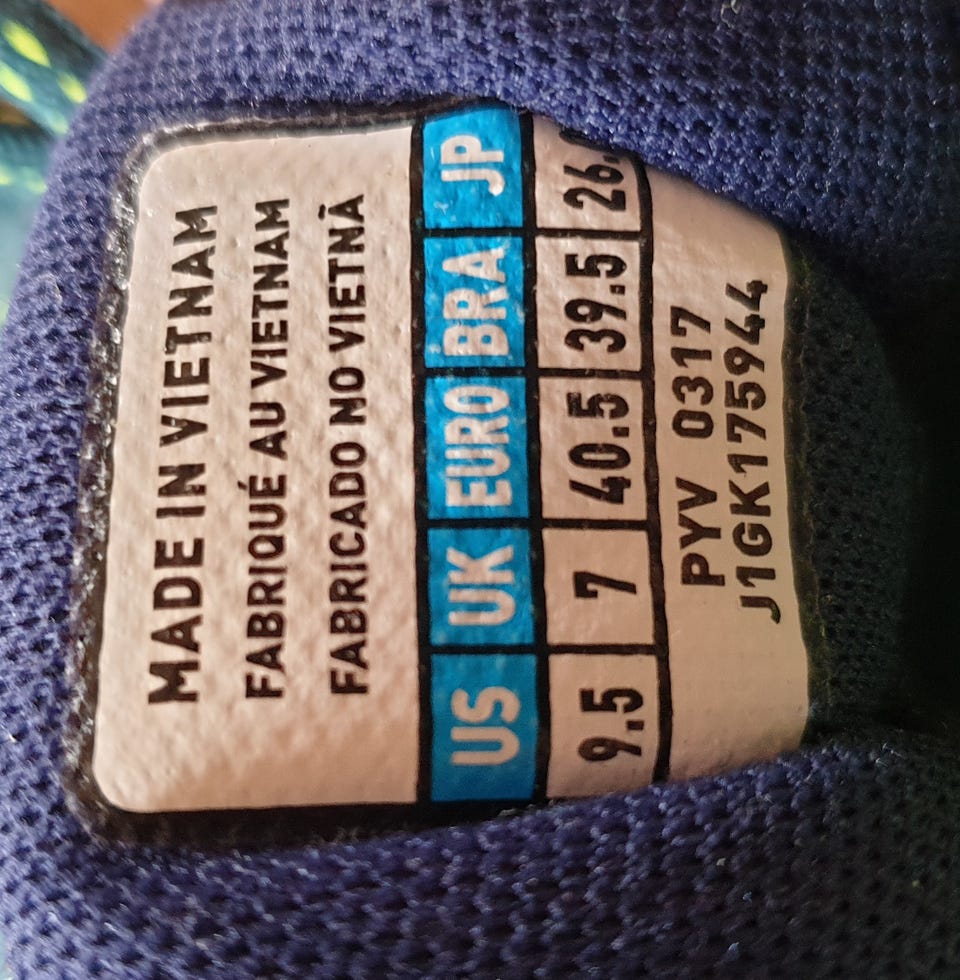 MADE IN VIETNAM
FABRIQUÉ AU VIETNAM
FABRICADO NO VIETNÃ
US UK EURO BRA JP
9.5 7 40.5 39.5
PYV 0317
J1GK175944